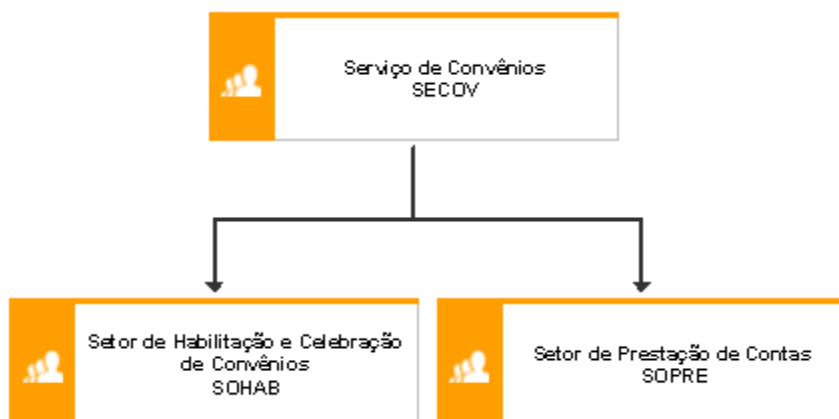 Serviço de Convênios
SECOV
Setor de Habilitação e Celebração
de Convênios
SOHAB
Setor de Prestação de Contas
SOPRE